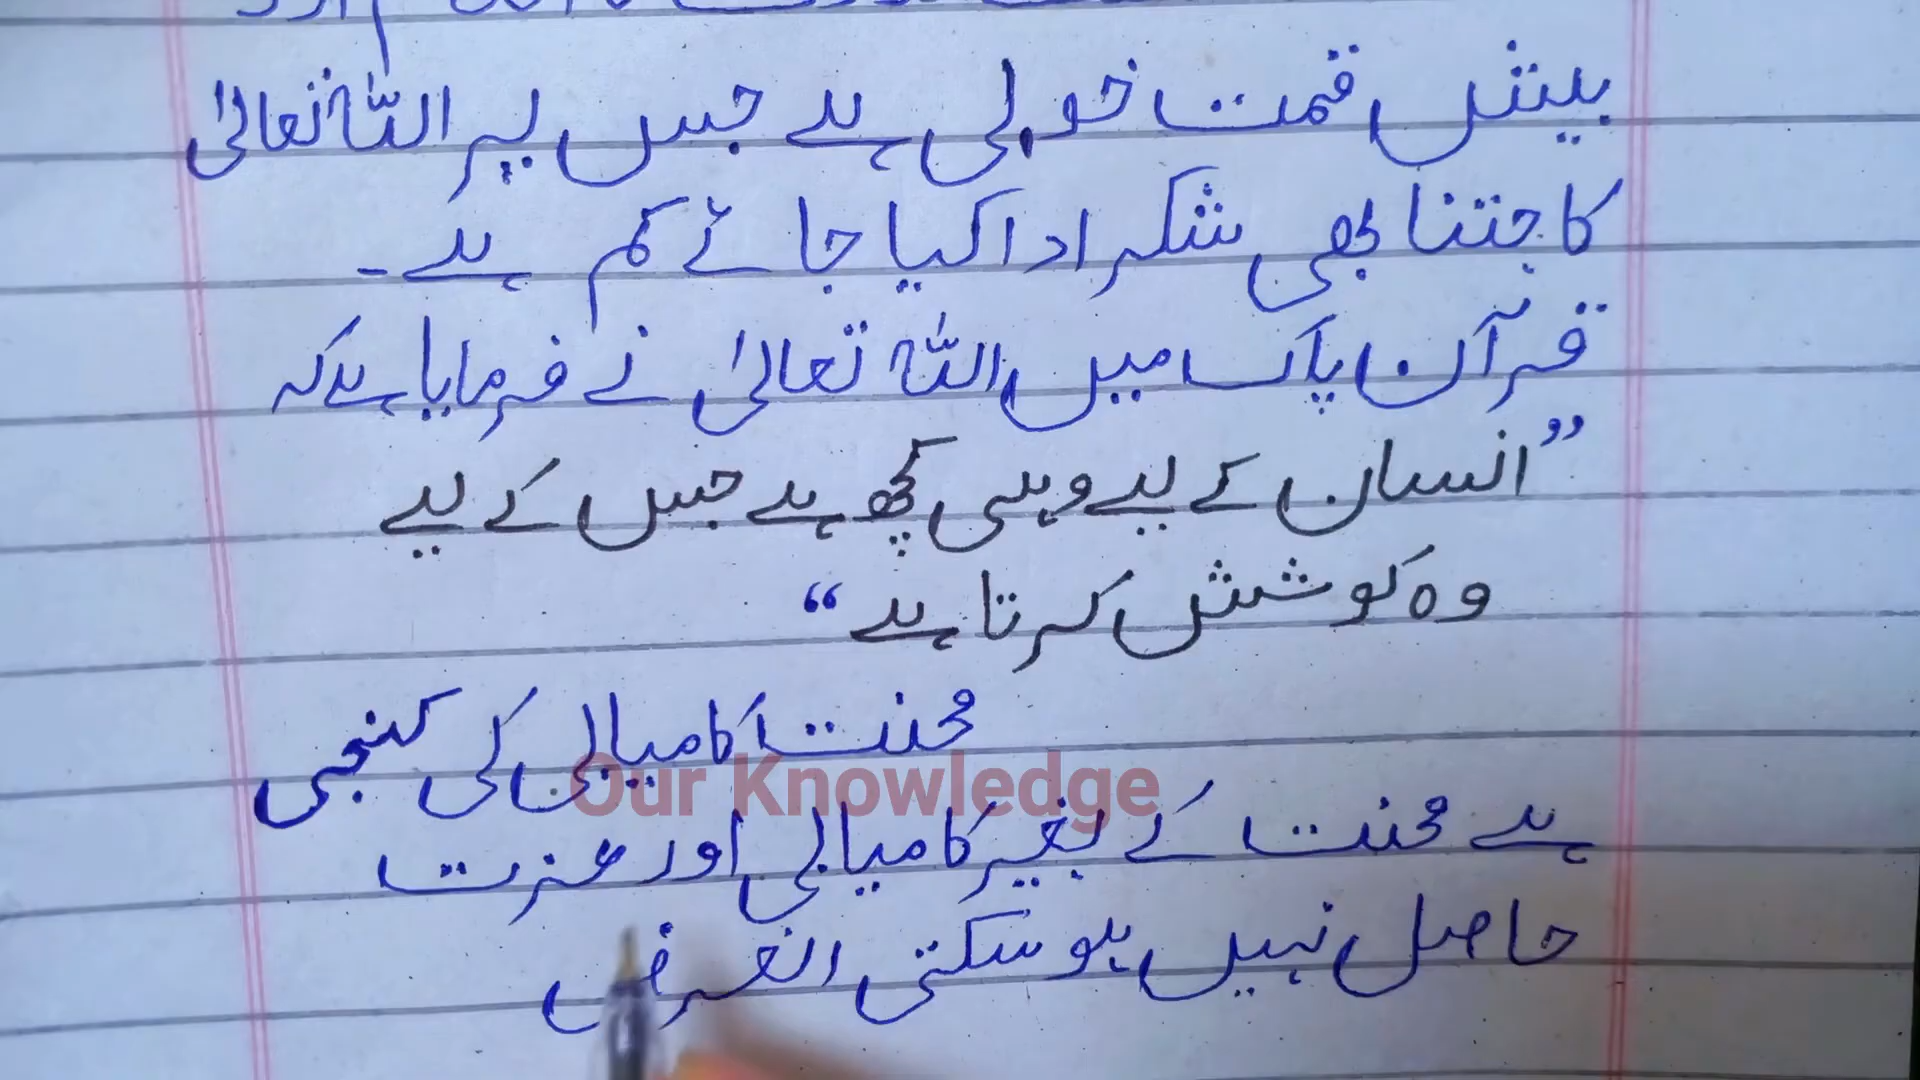 بیش قیمت خوبی ہے جس پر اللہ تعالیٰ
کا جتنا بھی شکر ادا کیا جائے کم ہے۔
قرآن پاک میں اللہ تعالیٰ نے فرمایا ہے کہ
”انسان کے لیے وہی کچھ ہے جس کے لیے
وہ کوشش کرتا ہے“
محنت کامیابی کی کنجی
Our Knowledge
ہے محنت کے بغیر کامیابی اور عزت
حاصل نہیں ہو سکتی الغرض